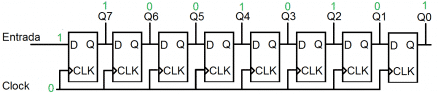 1 0 0 1 0 1 0 1
Q7 Q6 Q5 Q4 Q3 Q2 Q1 Q0
Entrada 1 D Q D Q D Q D Q D Q D Q D Q D Q
CLK CLK CLK CLK CLK CLK CLK CLK
Clock 0